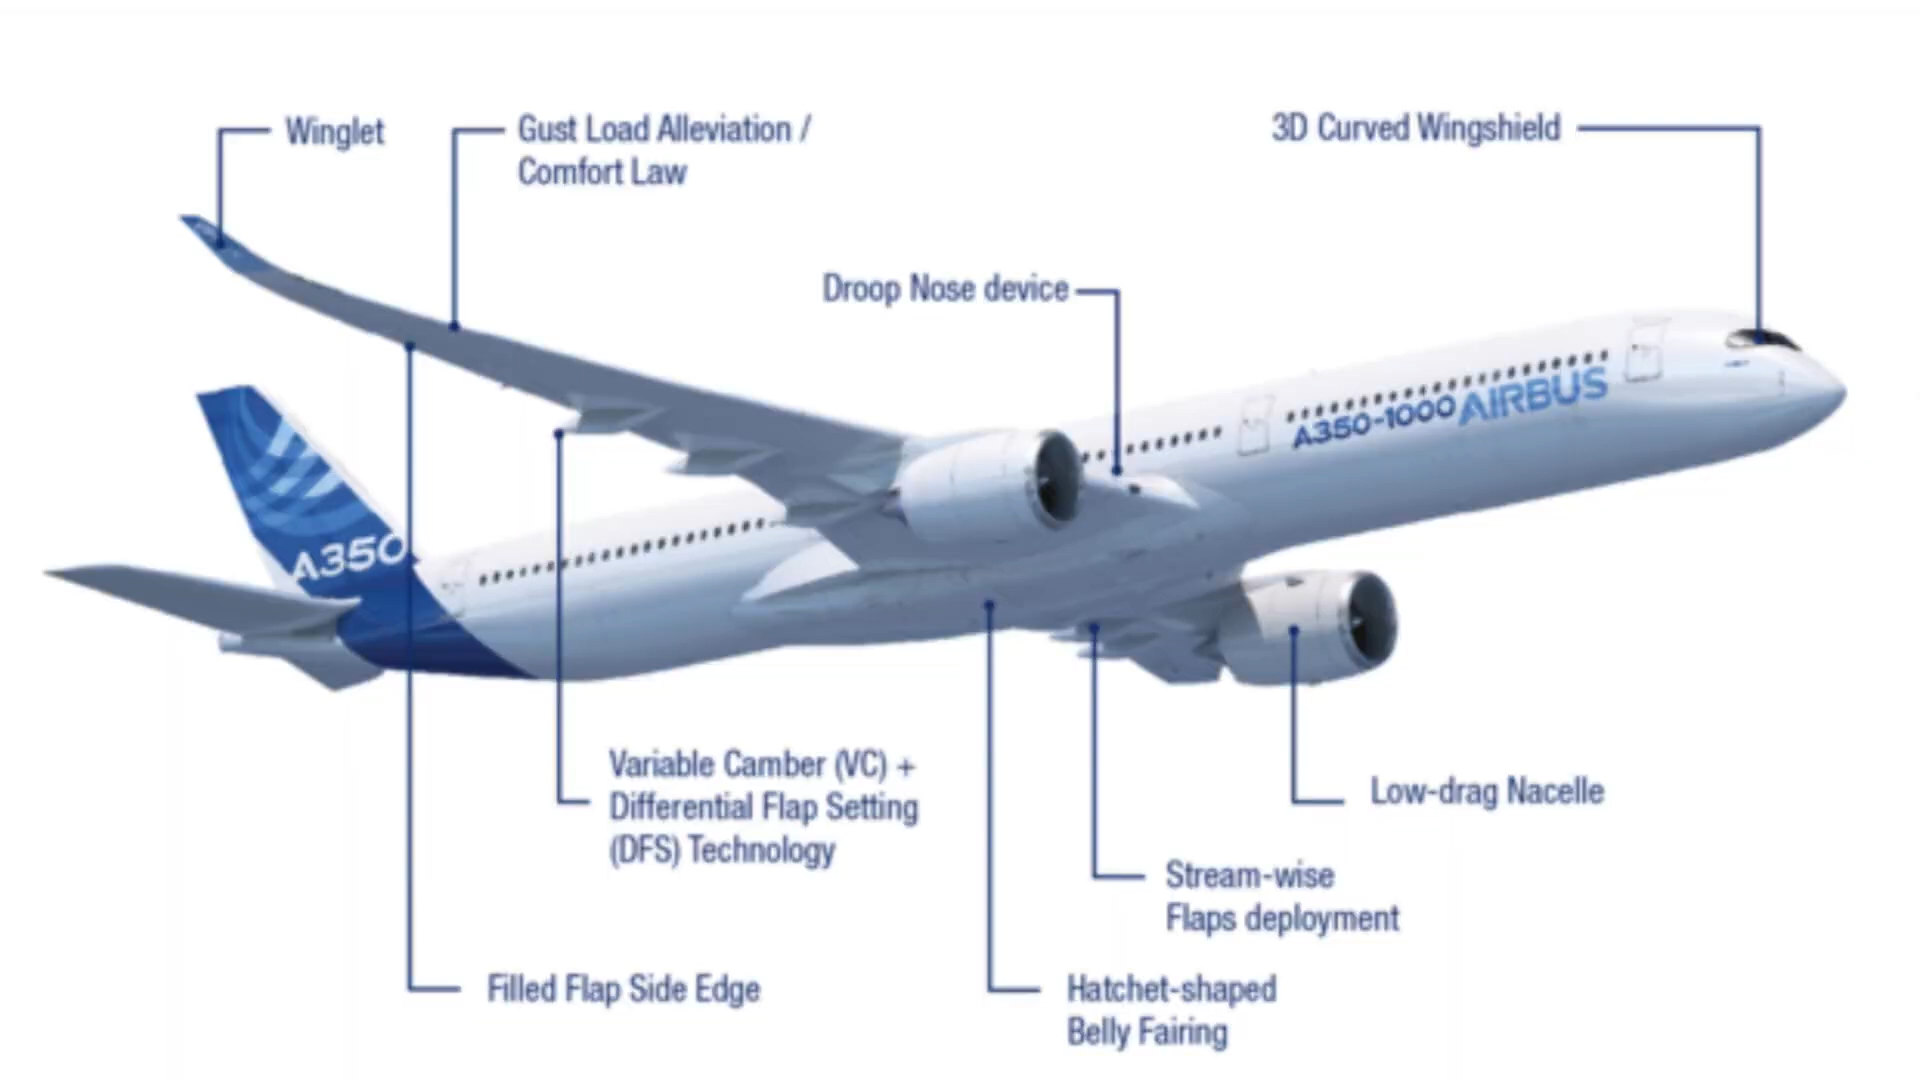 Winglet
Gust Load Alleviation /
Comfort Law
3D Curved Wingshield
Droop Nose device
A350-1000 AIRBUS
A350
Variable Camber (VC) +
Differential Flap Setting
(DFS) Technology
Low-drag Nacelle
Stream-wise
Flaps deployment
Filled Flap Side Edge
Hatchet-shaped
Belly Fairing